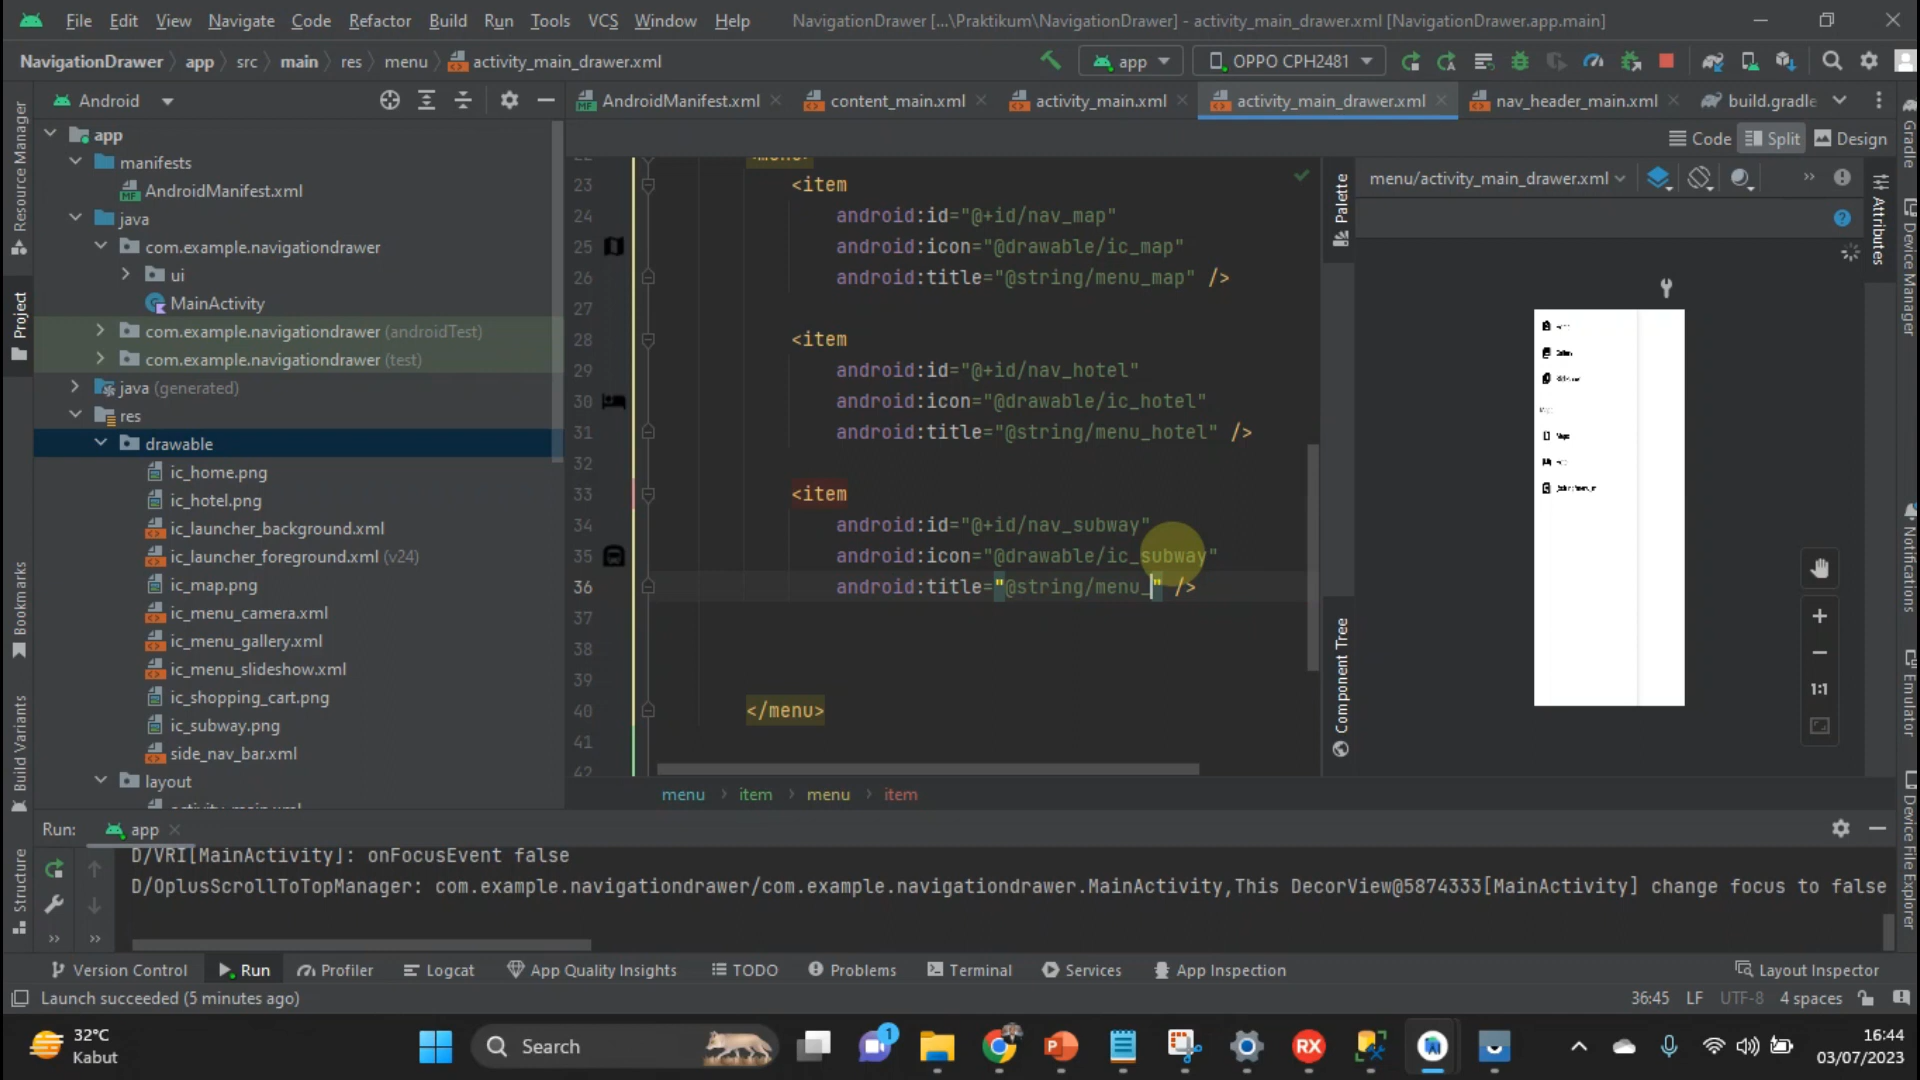 File Edit View Navigate Code Refactor Build Run Tools VCS Window Help NavigationDrawer [...\Praktikum\NavigationDrawer] - activity_main_drawer.xml [NavigationDrawer.app.main]
NavigationDrawer app src main res menu activity_main_drawer.xml app OPPO CPH2481
Android AndroidManifest.xml content_main.xml activity_main.xml activity_main_drawer.xml nav_header_main.xml build.gradle
Code Split Design
Resource Manager
Project
Bookmarks
Build Variants
Structure
app
manifests
AndroidManifest.xml
java
com.example.navigationdrawer
ui
MainActivity
com.example.navigationdrawer (androidTest)
com.example.navigationdrawer (test)
java (generated)
res
drawable
ic_home.png
ic_hotel.png
ic_launcher_background.xml
ic_launcher_foreground.xml (v24)
ic_map.png
ic_menu_camera.xml
ic_menu_gallery.xml
ic_menu_slideshow.xml
ic_shopping_cart.png
ic_subway.png
side_nav_bar.xml
layout
activity_main.xml
22 <menu>
23 <item
24 android:id="@+id/nav_map"
25 android:icon="@drawable/ic_map"
26 android:title="@string/menu_map" />
27
28 <item
29 android:id="@+id/nav_hotel"
30 android:icon="@drawable/ic_hotel"
31 android:title="@string/menu_hotel" />
32
33 <item
34 android:id="@+id/nav_subway"
35 android:icon="@drawable/ic_subway"
36 android:title="@string/menu_" />
37
38
39
40 </menu>
41
42
menu item menu item
Palette
Component Tree
menu/activity_main_drawer.xml
1:1
Attributes
Gradle
Device Manager
Notifications
Emulator
Device File Explorer
Run: app
D/VRI[MainActivity]: onFocusEvent false
D/OplusScrollToTopManager: com.example.navigationdrawer/com.example.navigationdrawer.MainActivity,This DecorView@5874333[MainActivity] change focus to false
Version Control Run Profiler Logcat App Quality Insights TODO Problems Terminal Services App Inspection Layout Inspector
Launch succeeded (5 minutes ago) 36:45 LF UTF-8 4 spaces
32°C
Kabut
Search
1
RX
16:44
03/07/2023